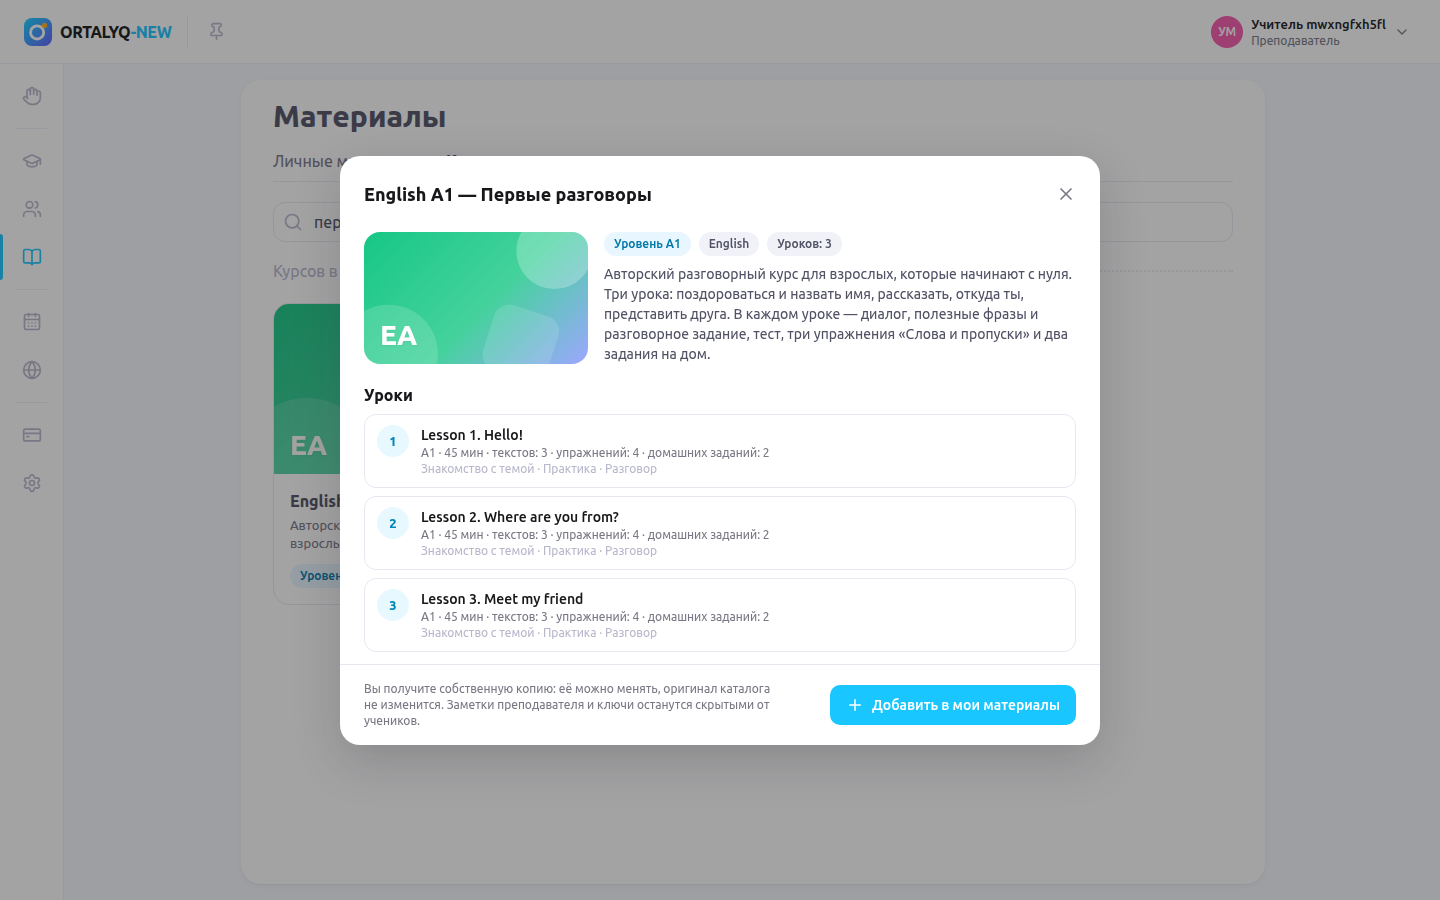 ORTALYQ-NEW
УМ
Учитель mwxngfxh5fl
Преподаватель
Материалы
Личные
English A1 — Первые разговоры
пер
Курсов в
EA
English
Авторск
взрослы
Уровен
EA
Уровень A1
English
Уроков: 3
Авторский разговорный курс для взрослых, которые начинают с нуля.
Три урока: поздороваться и назвать имя, рассказать, откуда ты,
представить друга. В каждом уроке — диалог, полезные фразы и
разговорное задание, тест, три упражнения «Слова и пропуски» и два
задания на дом.
Уроки
1
Lesson 1. Hello!
A1 · 45 мин · текстов: 3 · упражнений: 4 · домашних заданий: 2
Знакомство с темой · Практика · Разговор
2
Lesson 2. Where are you from?
A1 · 45 мин · текстов: 3 · упражнений: 4 · домашних заданий: 2
Знакомство с темой · Практика · Разговор
3
Lesson 3. Meet my friend
A1 · 45 мин · текстов: 3 · упражнений: 4 · домашних заданий: 2
Знакомство с темой · Практика · Разговор
Вы получите собственную копию: её можно менять, оригинал каталога
не изменится. Заметки преподавателя и ключи останутся скрытыми от
учеников.
Добавить в мои материалы